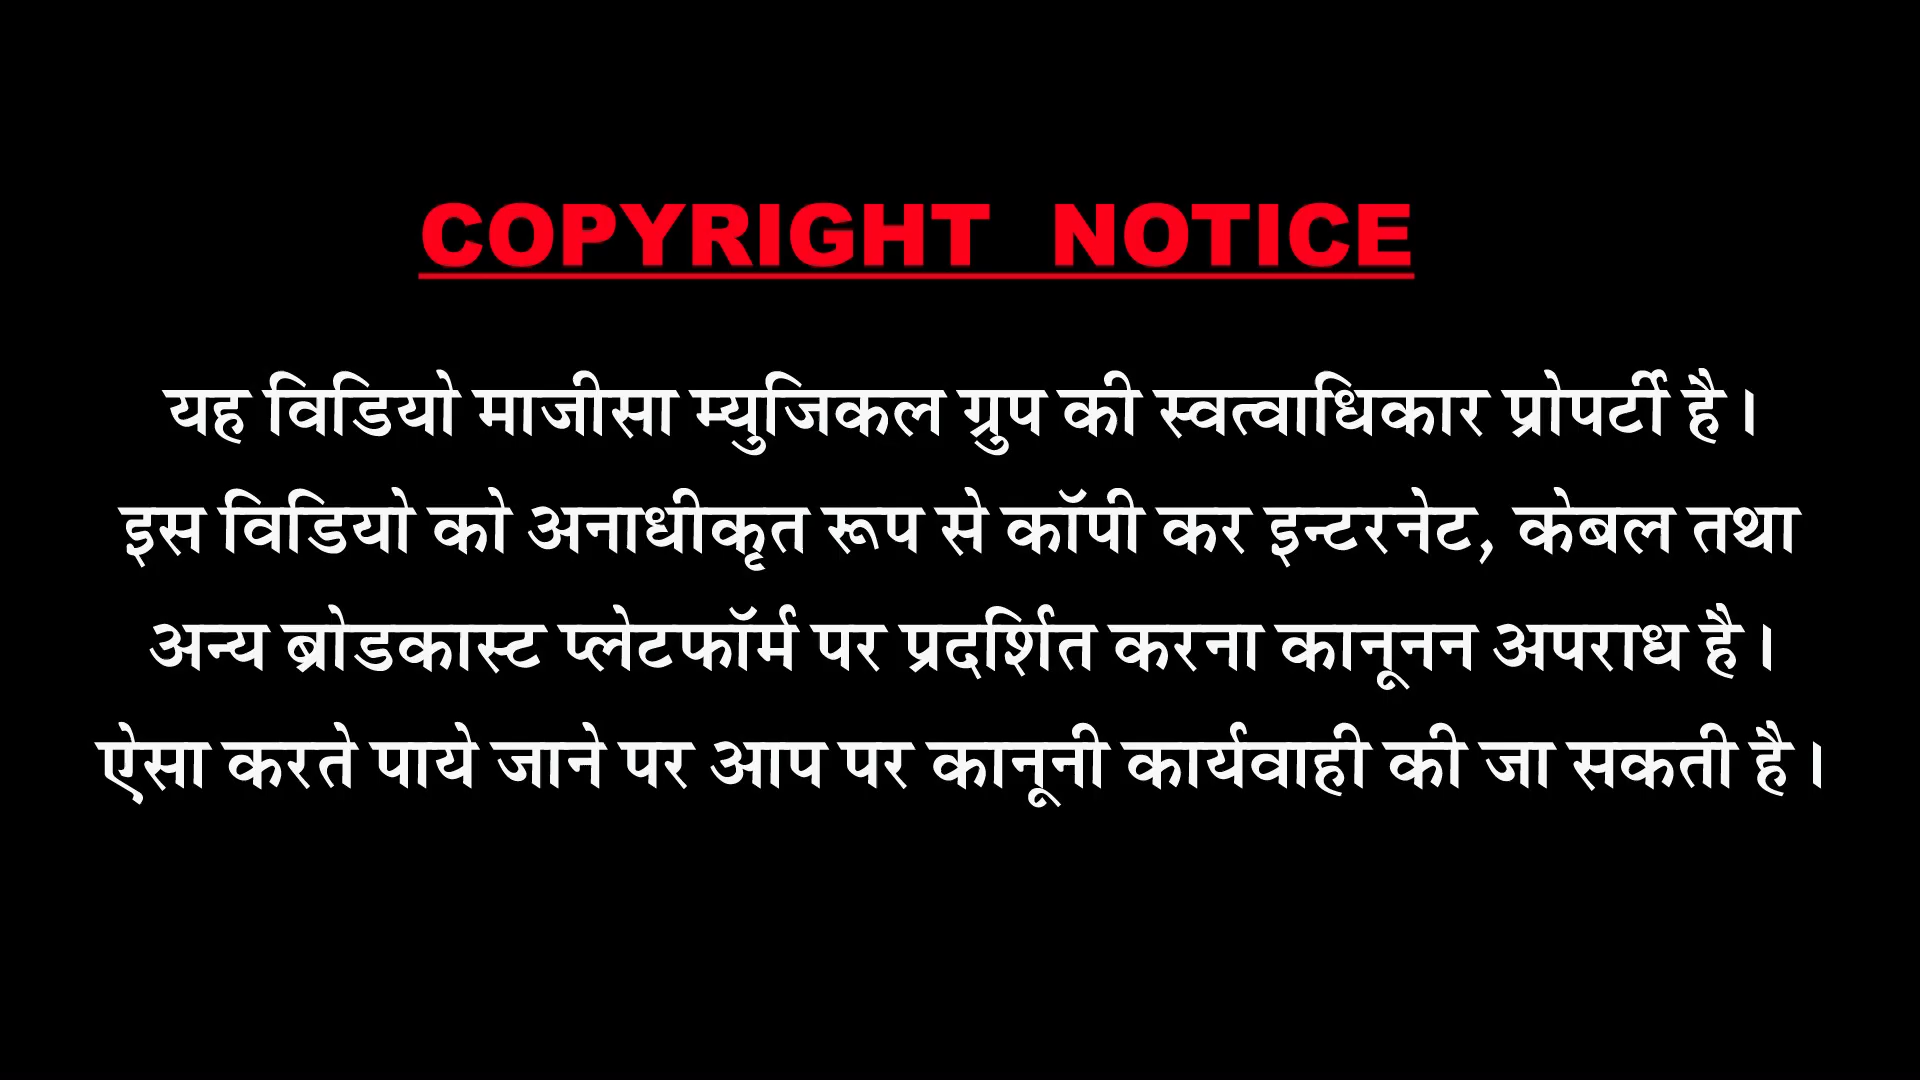 COPYRIGHT NOTICE
यह विडियो माजीसा म्युजिकल ग्रुप की स्वत्वाधिकार प्रोपर्टी है।
इस विडियो को अनाधीकृत रूप से कॉपी कर इन्टरनेट, केबल तथा
अन्य ब्रोडकास्ट प्लेटफॉर्म पर प्रदर्शित करना कानूनन अपराध है।
ऐसा करते पाये जाने पर आप पर कानूनी कार्यवाही की जा सकती है।